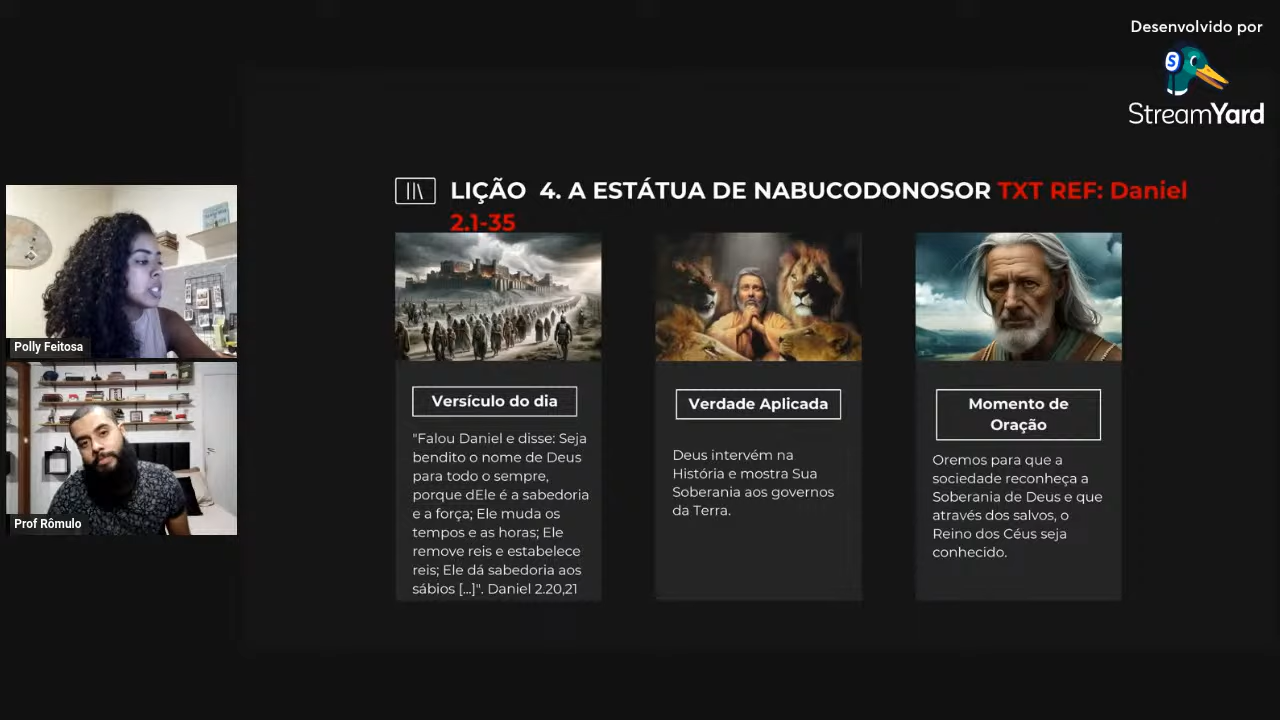 Desenvolvido por
StreamYard
LIÇÃO 4. A ESTÁTUA DE NABUCODONOSOR TXT REF: Daniel
2.1-35
Versículo do dia
"Falou Daniel e disse: Seja
bendito o nome de Deus
para todo o sempre,
porque dEle é a sabedoria
e a força; Ele muda os
tempos e as horas; Ele
remove reis e estabelece
reis; Ele dá sabedoria aos
sábios [...]". Daniel 2.20,21
Verdade Aplicada
Deus intervém na
História e mostra Sua
Soberania aos governos
da Terra.
Momento de
Oração
Oremos para que a
sociedade reconheça a
Soberania de Deus e que
através dos salvos, o
Reino dos Céus seja
conhecido.
Polly Feitosa
Prof Rômulo